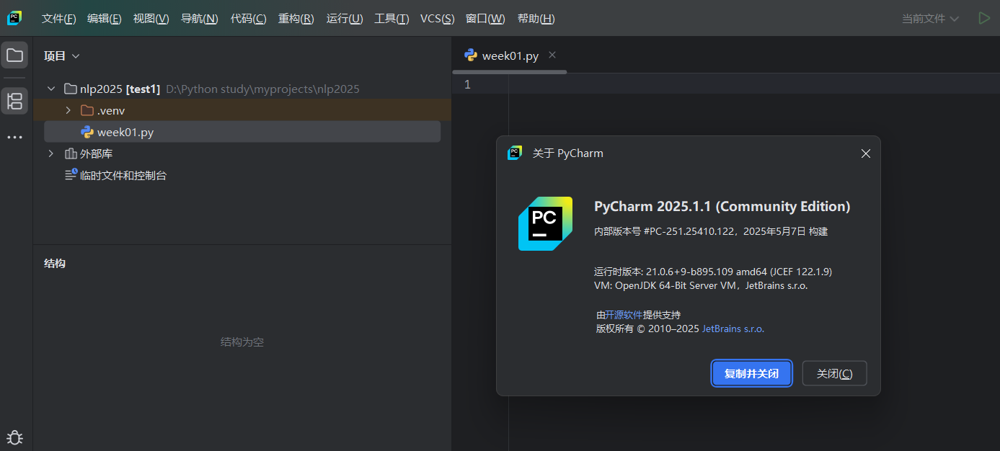 PC
文件(F) 编辑(E) 视图(V) 导航(N) 代码(C) 重构(R) 运行(U) 工具(T) VCS(S) 窗口(W) 帮助(H) 当前文件
项目
nlp2025 [test1] D:\Python study\myprojects\nlp2025
.venv
week01.py
外部库
临时文件和控制台
结构
结构为空
week01.py
1
PC
关于 PyCharm
PC
PyCharm 2025.1.1 (Community Edition)
内部版本号 #PC-251.25410.122，2025年5月7日 构建
运行时版本: 21.0.6+9-b895.109 amd64 (JCEF 122.1.9)
VM: OpenJDK 64-Bit Server VM，JetBrains s.r.o.
由开源软件提供支持
版权所有 © 2010–2025 JetBrains s.r.o.
复制并关闭 关闭(C)